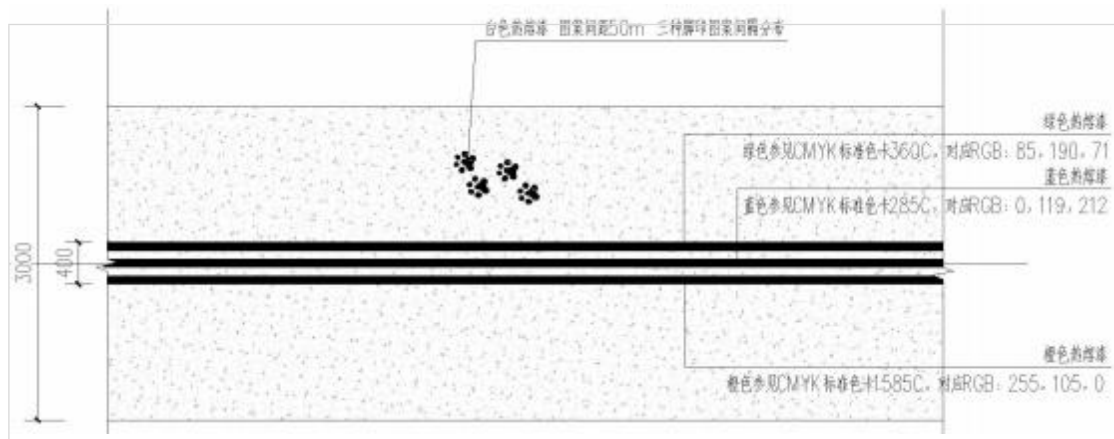 白色热熔漆 图案间距50m 三种脚印图案间隔分布
绿色热熔漆
绿色参见CMYK标准色卡360C，对应RGB：85，190，71
蓝色热熔漆
蓝色参见CMYK标准色卡285C，对应RGB：0，119，212
3000
400
橙色热熔漆
橙色参见CMYK标准色卡1585C，对应RGB：255，105，0